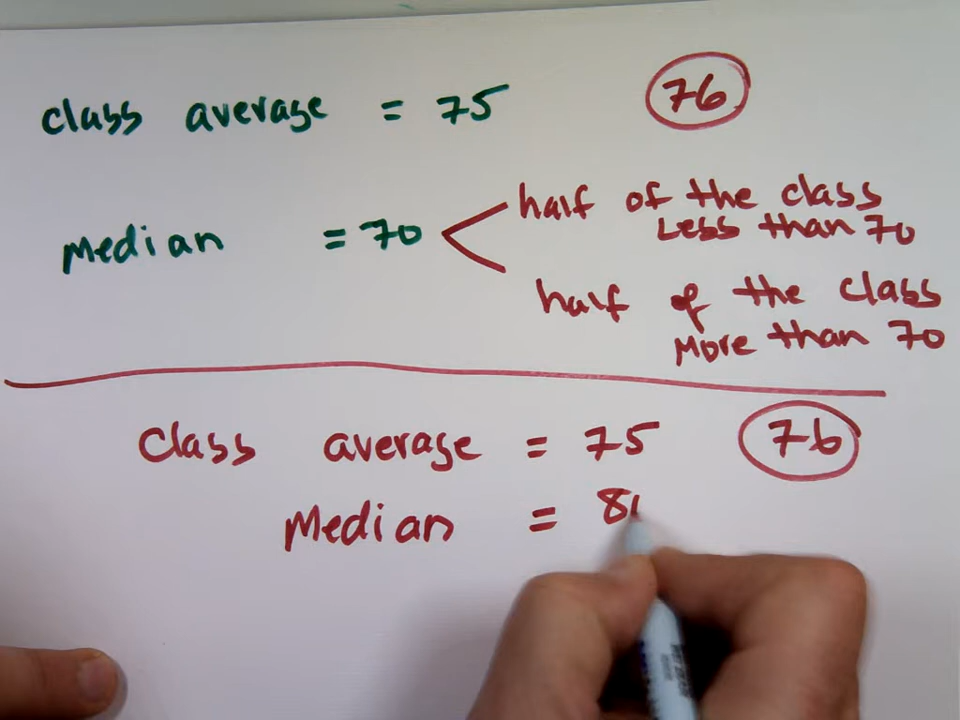 class average = 75 76
half of the class
Less than 70
Median = 70
half of the class
More than 70
Class average = 75 76
Median =